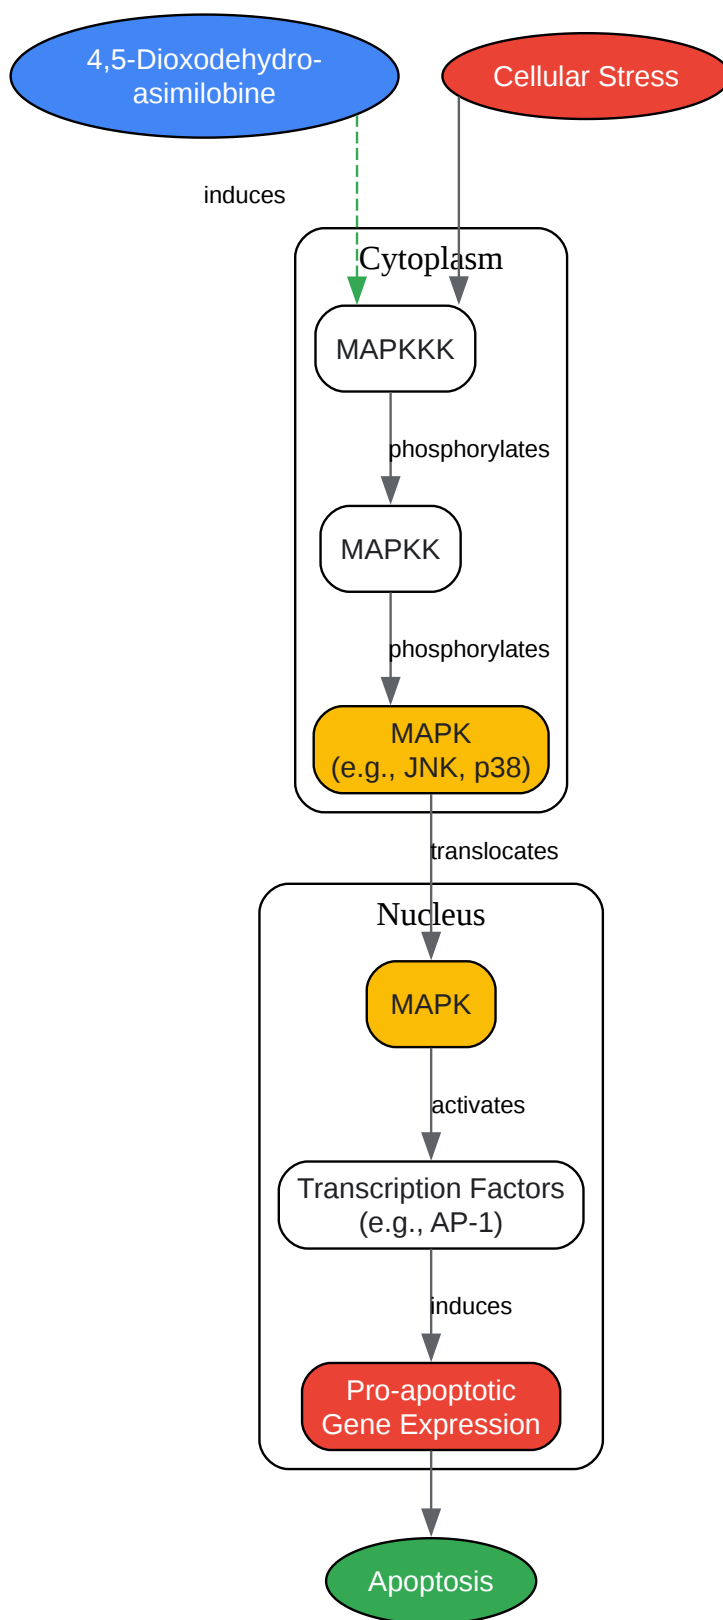 4,5-Dioxodehydro-
asimilobine
Cellular Stress
induces
Cytoplasm
MAPKKK
phosphorylates
MAPKK
phosphorylates
MAPK
(e.g., JNK, p38)
translocates
Nucleus
MAPK
activates
Transcription Factors
(e.g., AP-1)
induces
Pro-apoptotic
Gene Expression
Apoptosis